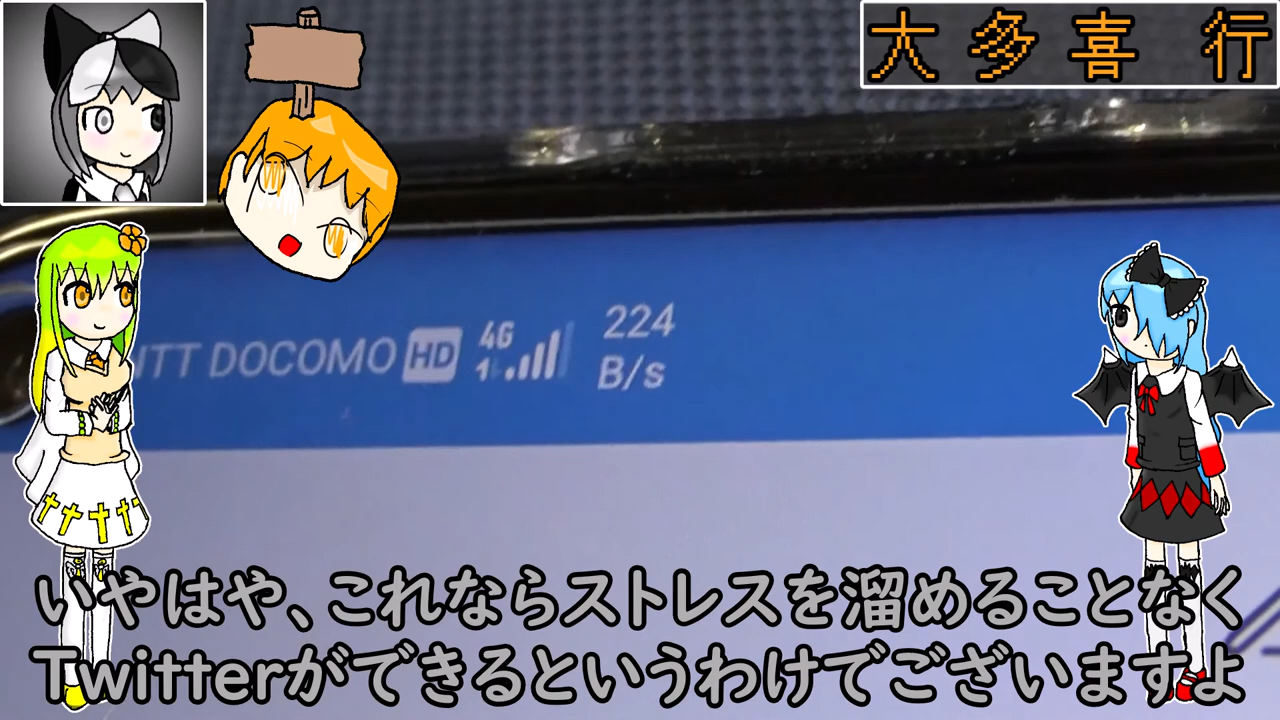 大多喜 行
NTT DOCOMO HD 4G 224
B/s
いやはや、これならストレスを溜めることなく
Twitterができるというわけでございますよ